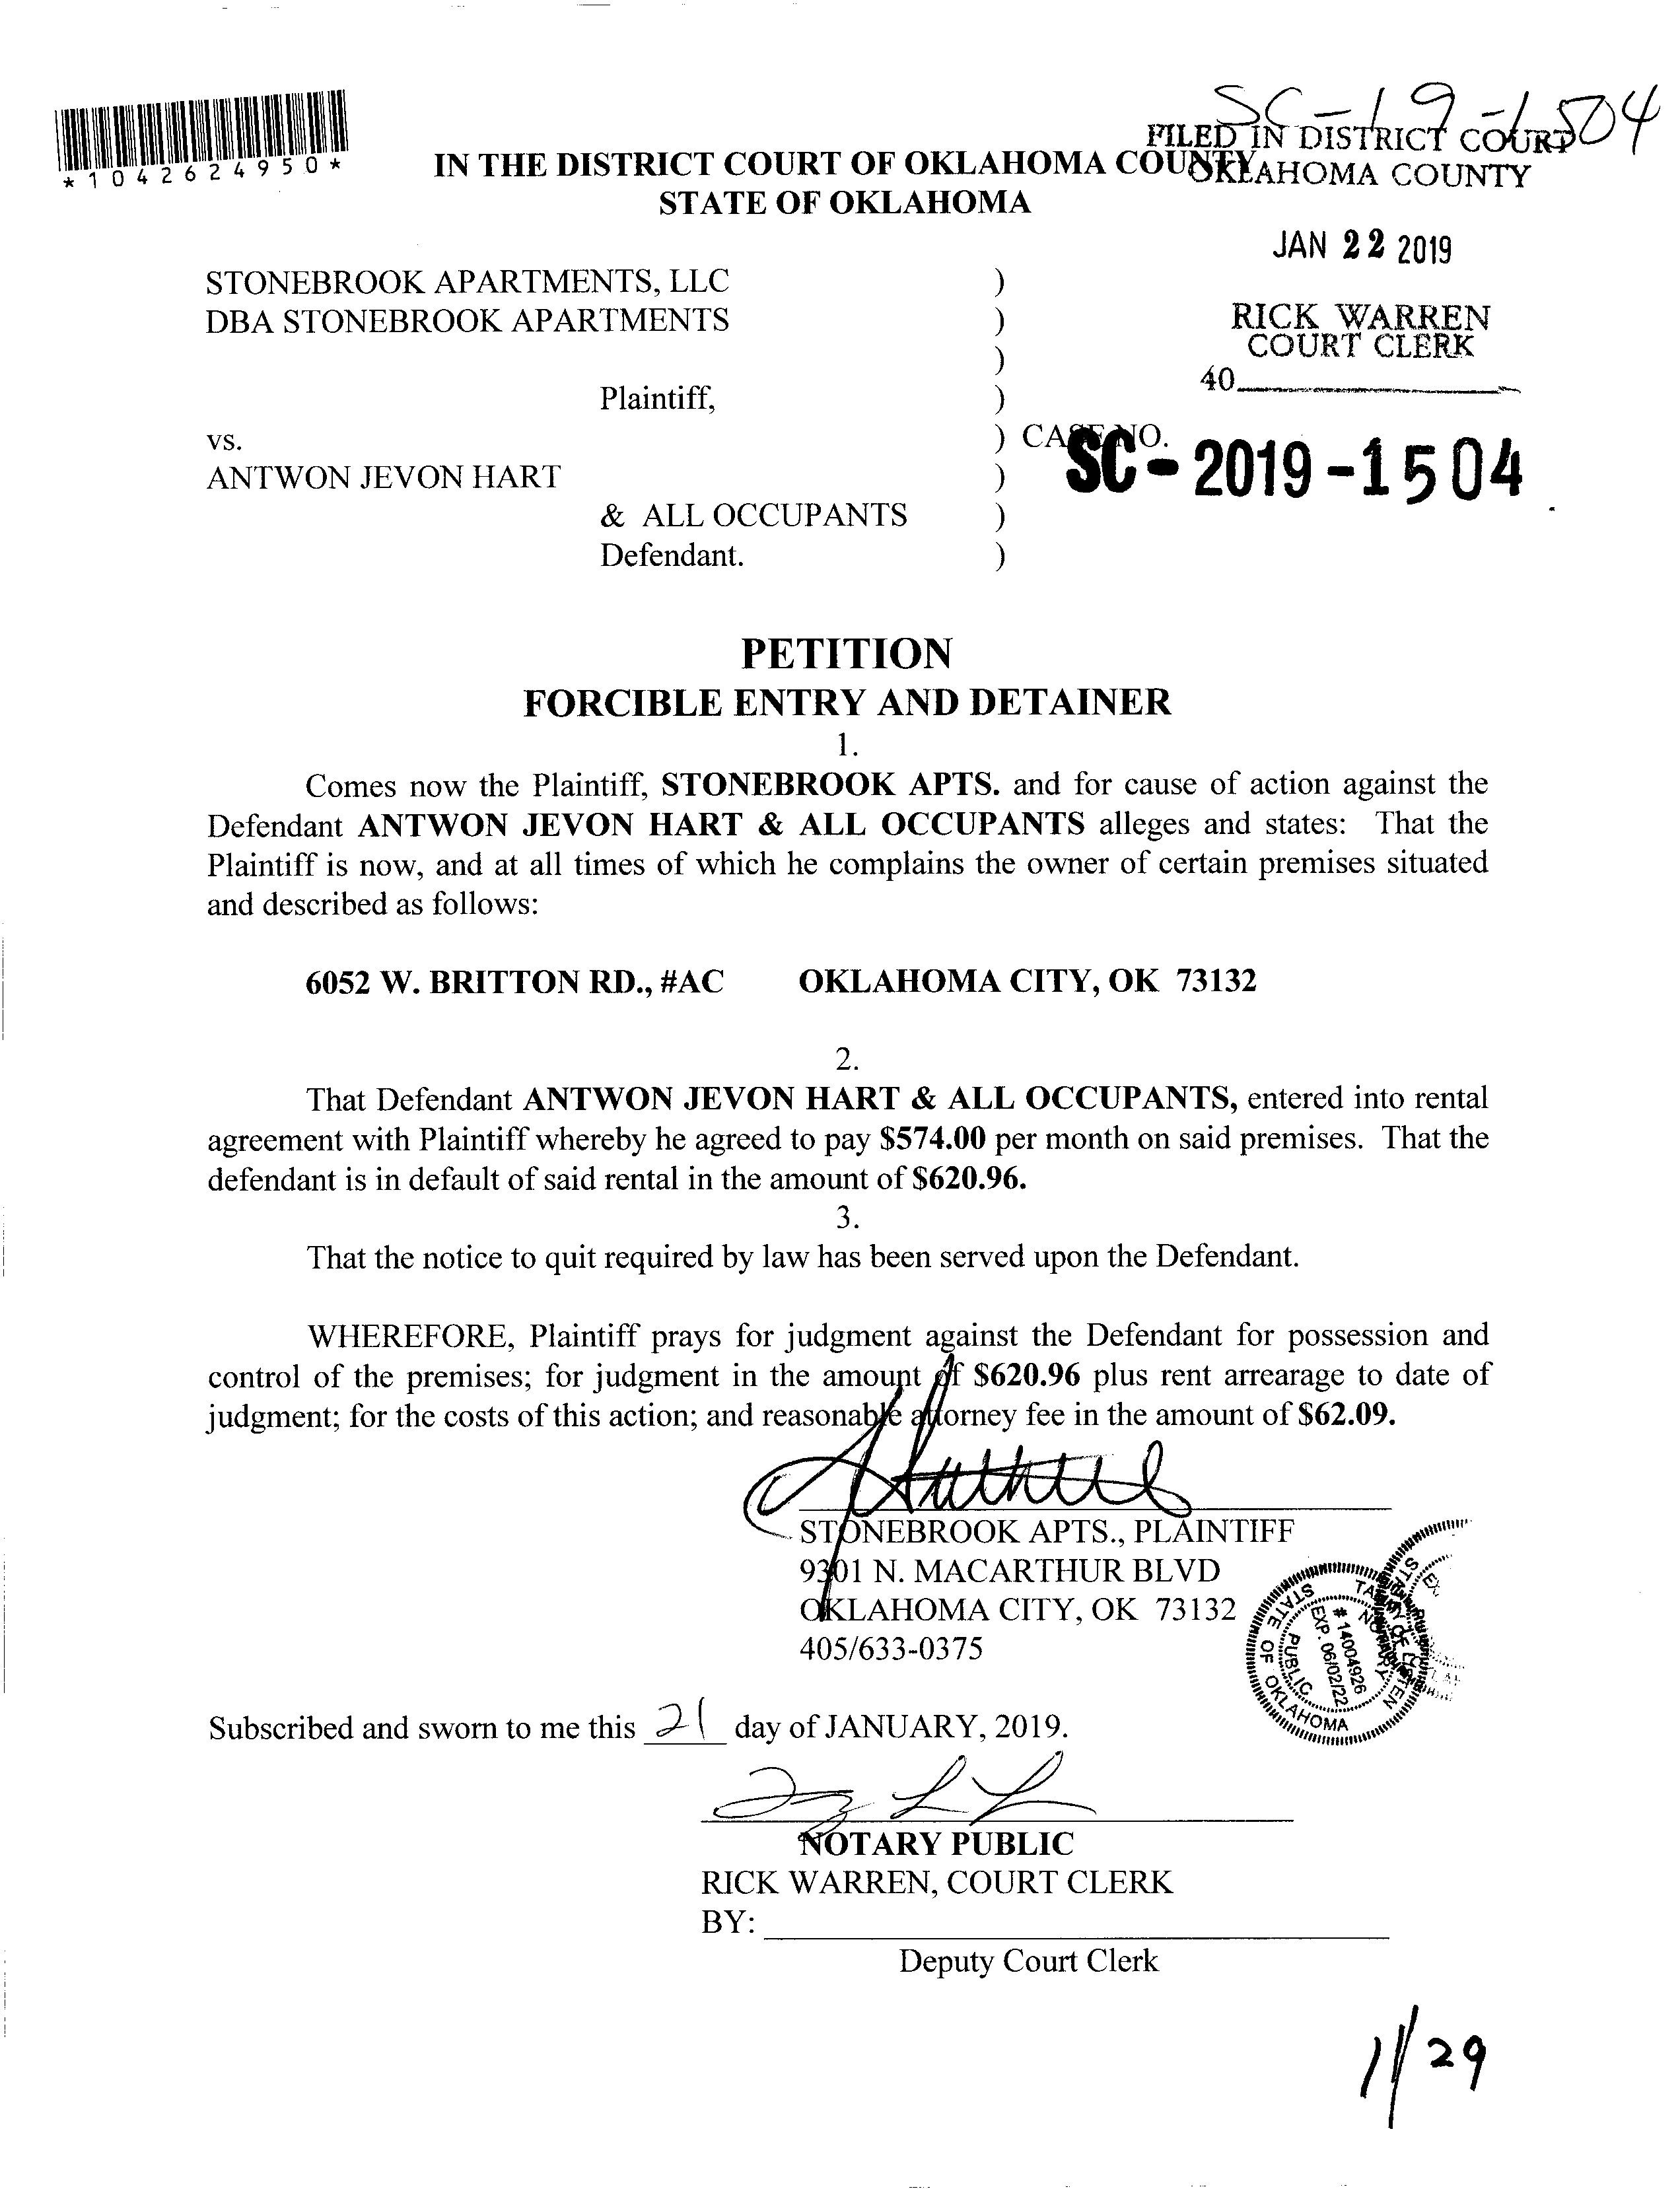 SC-19-1504
*1042624950*
FILED IN DISTRICT COURT
OKLAHOMA COUNTY
IN THE DISTRICT COURT OF OKLAHOMA COUNTY
STATE OF OKLAHOMA
JAN 22 2019
STONEBROOK APARTMENTS, LLC )
DBA STONEBROOK APARTMENTS )
RICK WARREN
COURT CLERK
)
40
Plaintiff, )
vs. ) CASE NO.
SC-2019-1504
ANTWON JEVON HART )
& ALL OCCUPANTS )
Defendant. )
PETITION
FORCIBLE ENTRY AND DETAINER
1.
Comes now the Plaintiff, STONEBROOK APTS. and for cause of action against the
Defendant ANTWON JEVON HART & ALL OCCUPANTS alleges and states: That the
Plaintiff is now, and at all times of which he complains the owner of certain premises situated
and described as follows:
6052 W. BRITTON RD., #AC OKLAHOMA CITY, OK 73132
2.
That Defendant ANTWON JEVON HART & ALL OCCUPANTS, entered into rental
agreement with Plaintiff whereby he agreed to pay $574.00 per month on said premises. That the
defendant is in default of said rental in the amount of $620.96.
3.
That the notice to quit required by law has been served upon the Defendant.
WHEREFORE, Plaintiff prays for judgment against the Defendant for possession and
control of the premises; for judgment in the amount of $620.96 plus rent arrearage to date of
judgment; for the costs of this action; and reasonable attorney fee in the amount of $62.09.
STONEBROOK APTS., PLAINTIFF
9301 N. MACARTHUR BLVD
OKLAHOMA CITY, OK 73132
405/633-0375
NOTARY PUBLIC
# 14004926
EXP. 06/02/22
STATE OF OKLAHOMA
Subscribed and sworn to me this 21 day of JANUARY, 2019.
NOTARY PUBLIC
RICK WARREN, COURT CLERK
BY:
Deputy Court Clerk
1/29